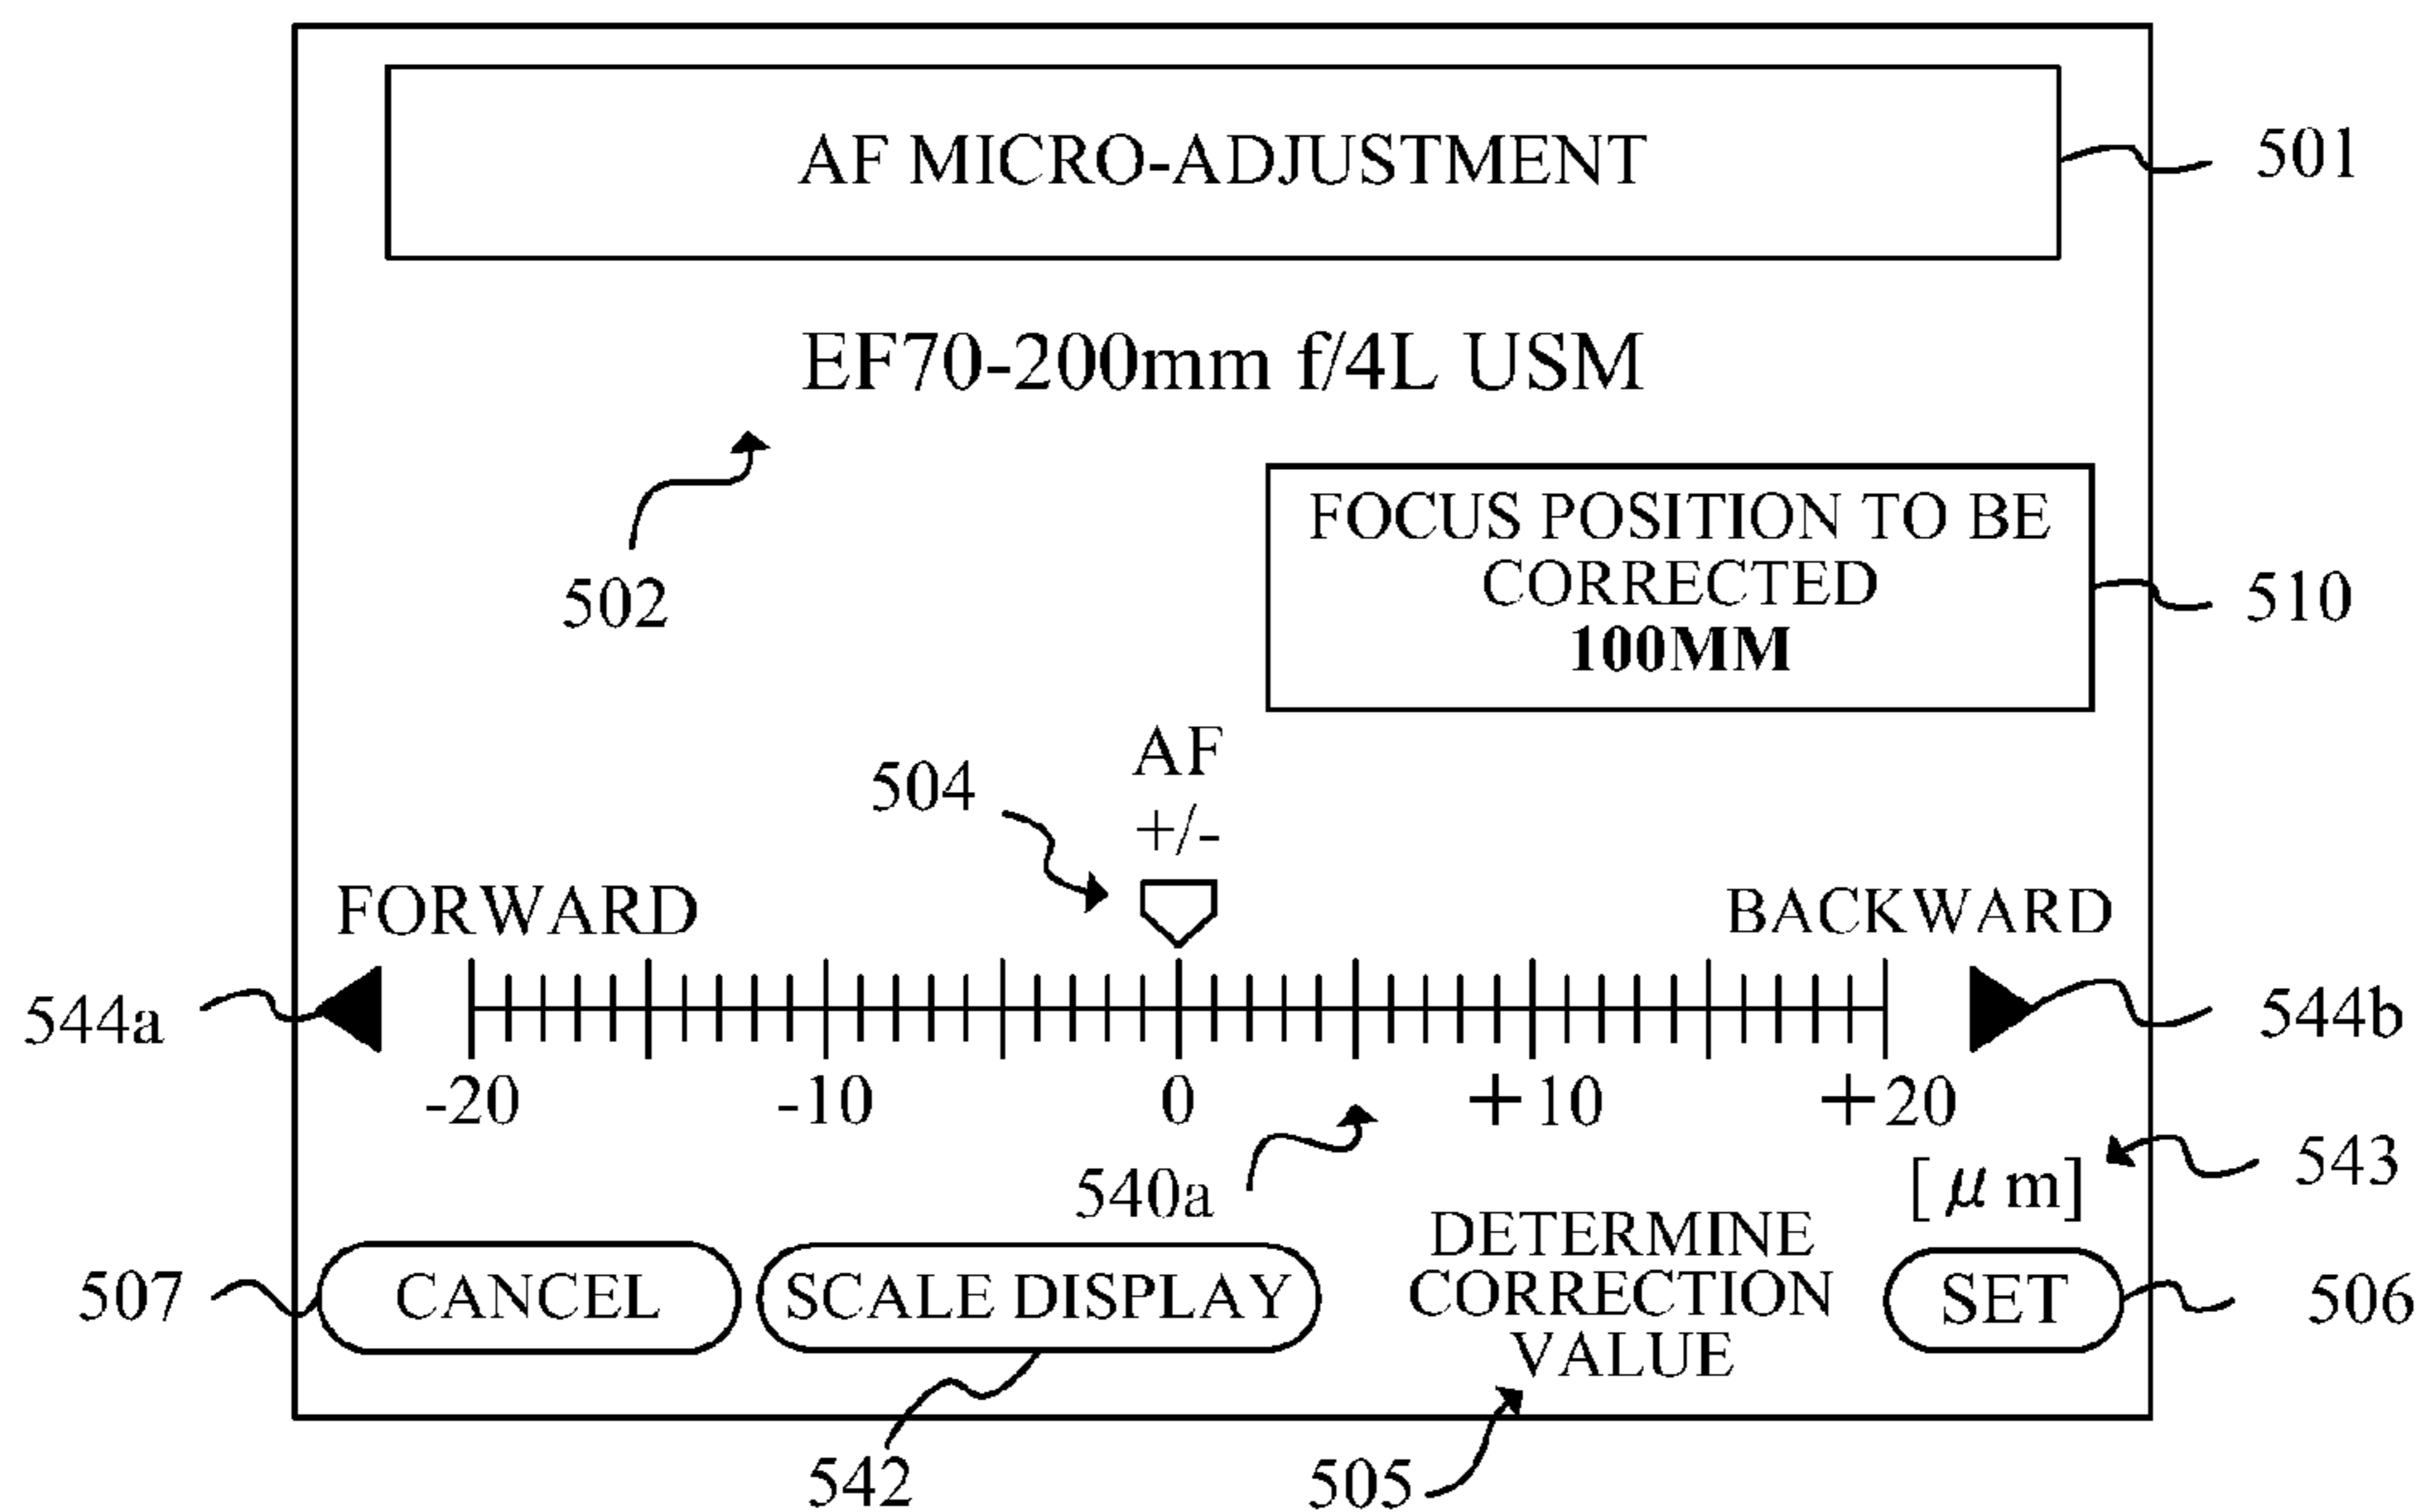 AF MICRO-ADJUSTMENT
501
EF70-200mm f/4L USM
502
FOCUS POSITION TO BE
CORRECTED
100MM
510
AF
+/-
504
FORWARD
BACKWARD
544a
544b
-20 -10 0 +10 +20
540a
[μm]
543
DETERMINE
CORRECTION
VALUE
507
CANCEL
SCALE DISPLAY
SET
506
542
505